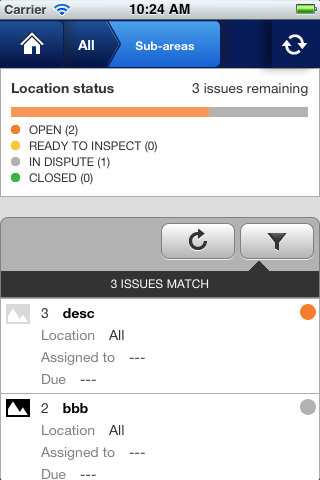 Carrier 10:24 AM
All Sub-areas
Location status 3 issues remaining
OPEN (2)
READY TO INSPECT (0)
IN DISPUTE (1)
CLOSED (0)
3 ISSUES MATCH
3 desc
Location All
Assigned to ---
Due ---
2 bbb
Location All
Assigned to ---
Due ---